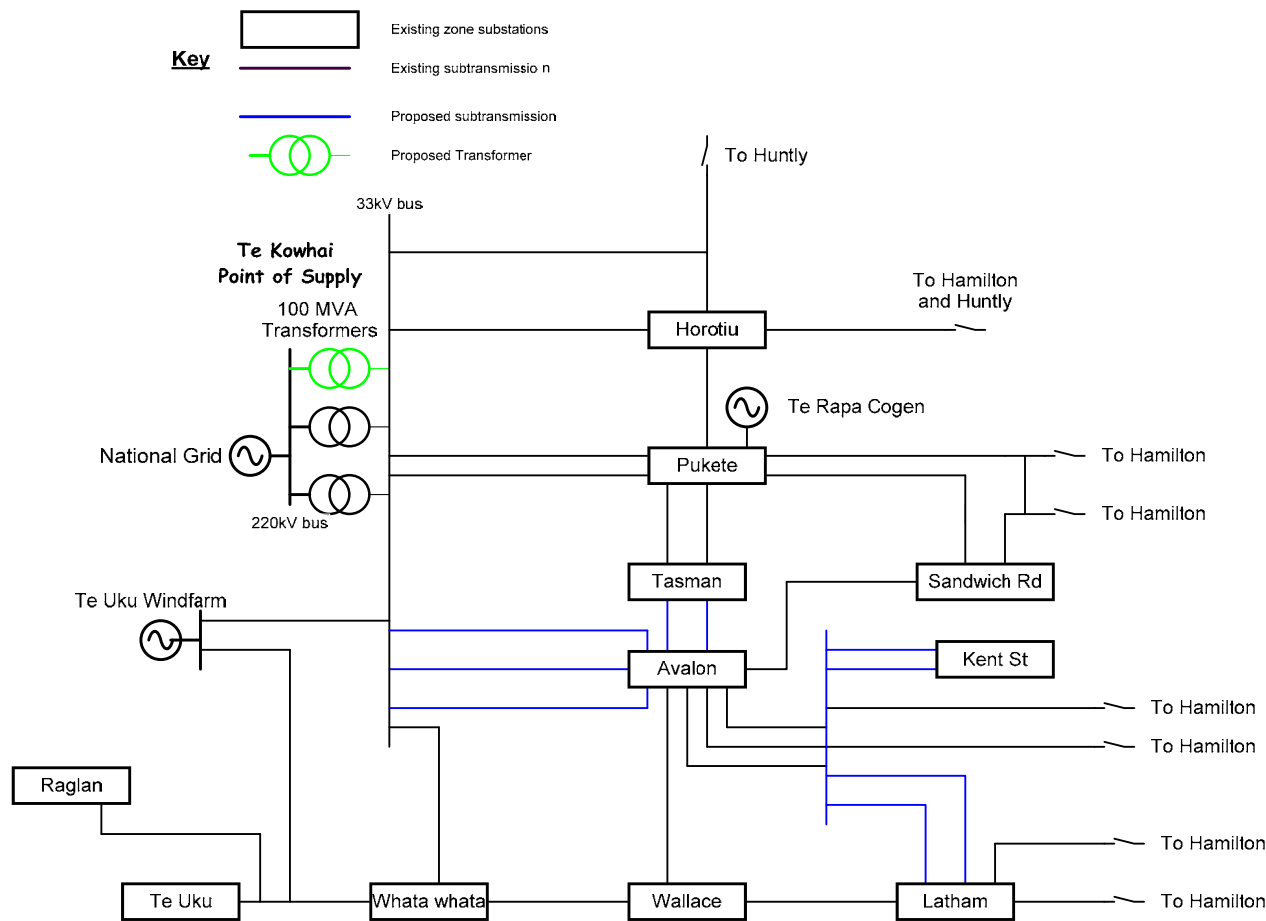 Existing zone substations
Key
Existing subtransmissio n
Proposed subtransmission
Proposed Transformer
To Huntly
33kV bus
Te Kowhai
Point of Supply
To Hamilton
and Huntly
100 MVA
Transformers
Horotiu
Te Rapa Cogen
National Grid
Pukete
To Hamilton
To Hamilton
220kV bus
Tasman
Sandwich Rd
Te Uku Windfarm
Avalon
Kent St
To Hamilton
To Hamilton
Raglan
To Hamilton
Te Uku
Whata whata
Wallace
Latham
To Hamilton